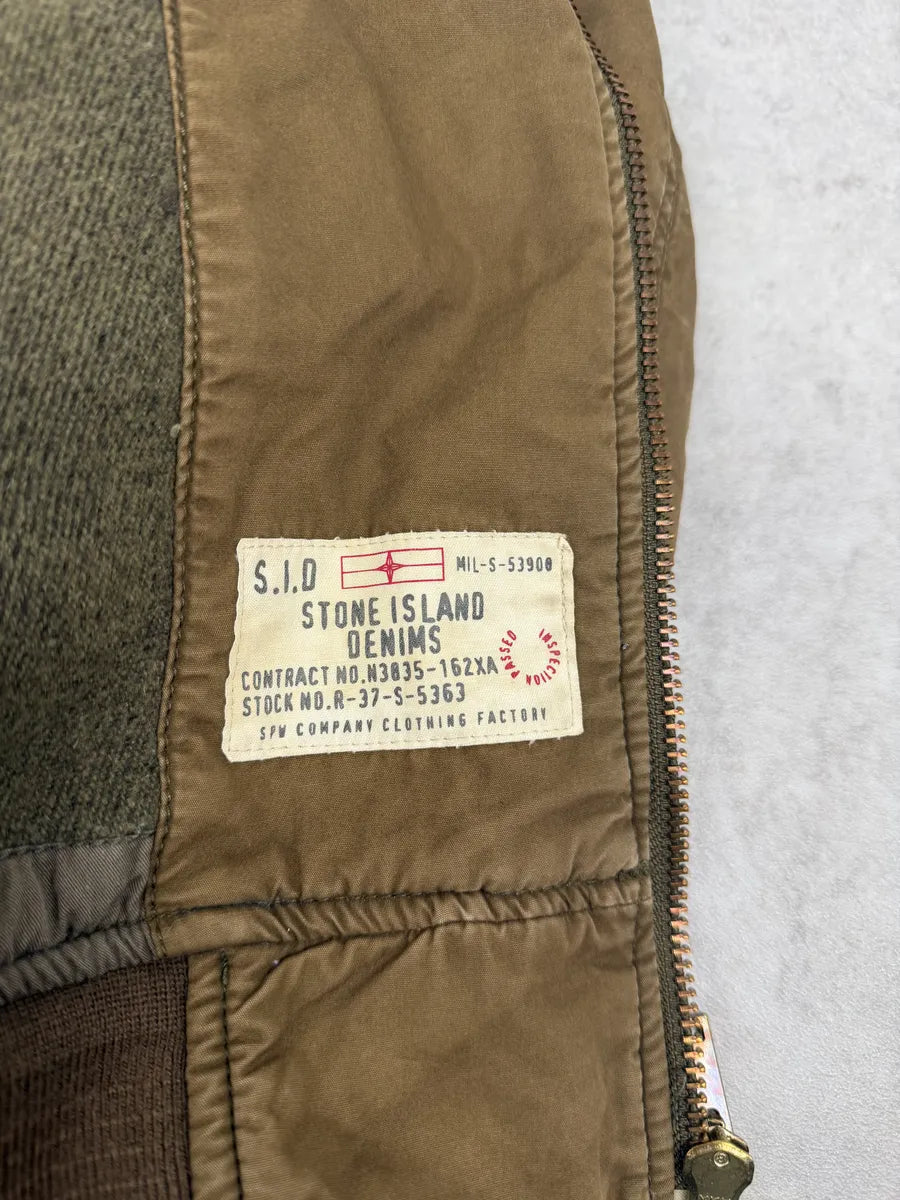 S.I.D
MIL-S-53900
STONE ISLAND
DENIMS
CONTRACT NO.N3835-162XA
INSPECTION PASSED
STOCK NO.R-37-S-5363
SPW COMPANY CLOTHING FACTORY